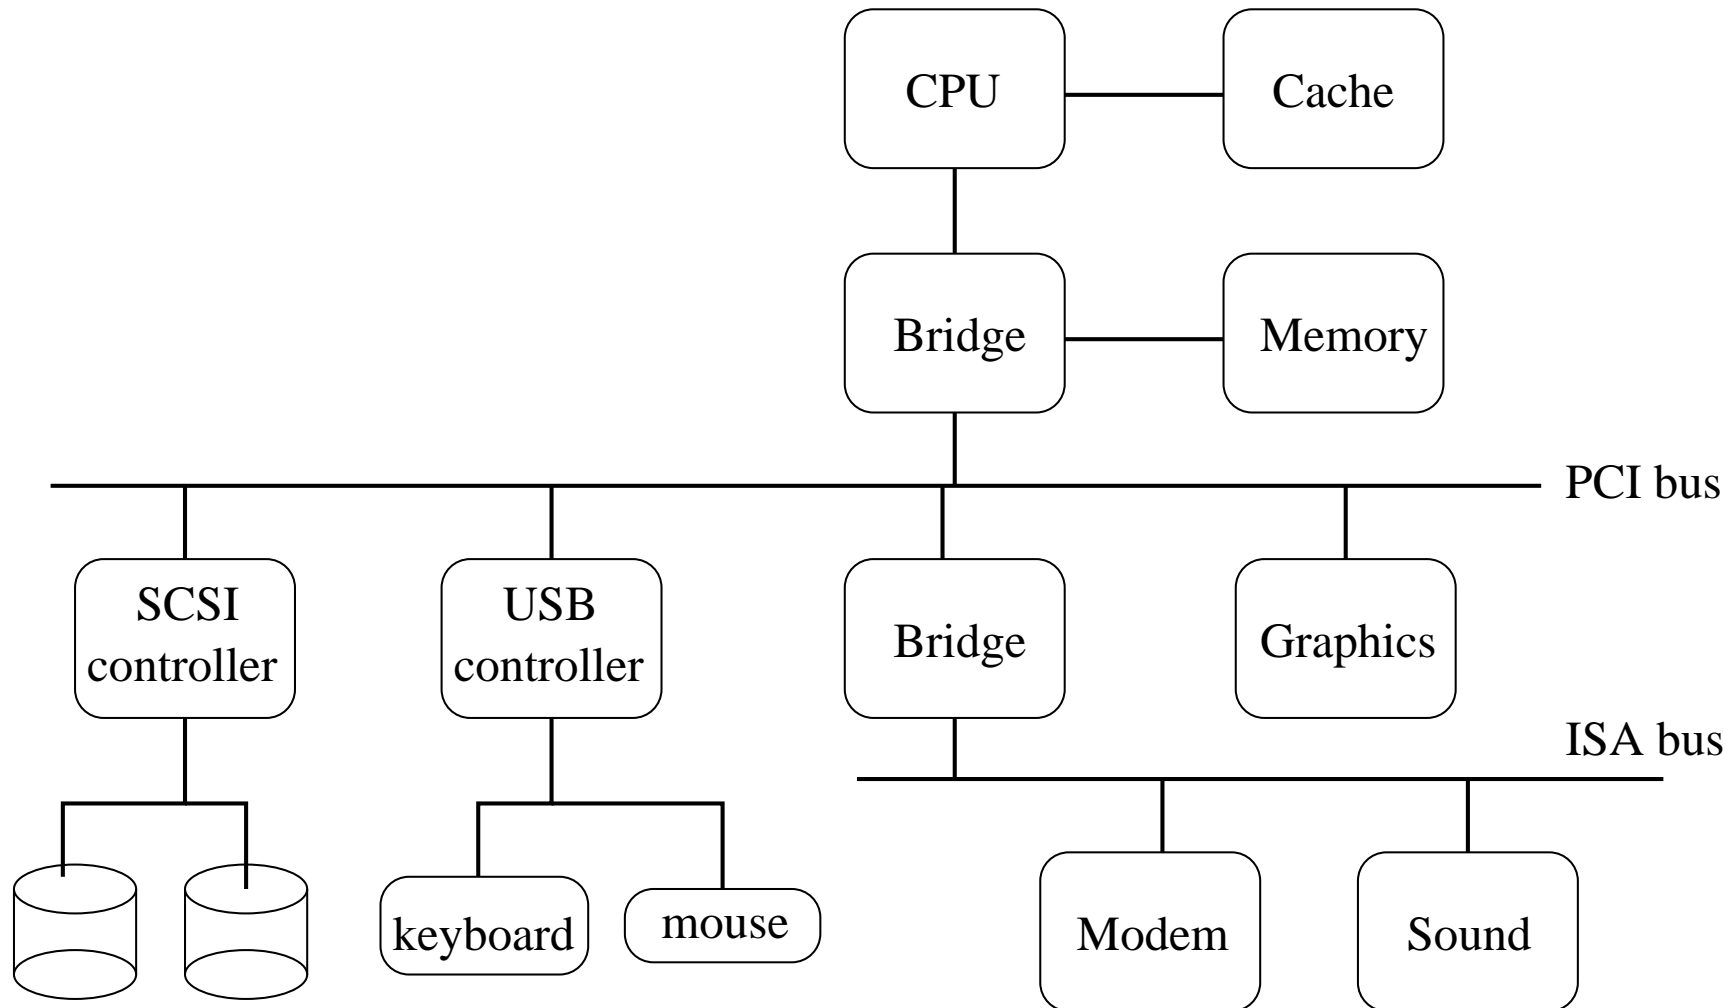 CPU
Cache
Bridge
Memory
PCI bus
SCSI
controller
USB
controller
Bridge
Graphics
ISA bus
keyboard
mouse
Modem
Sound